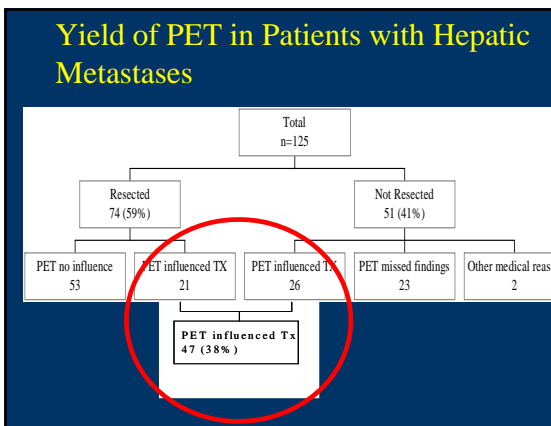 Yield of PET in Patients with Hepatic
Metastases
Total
n=125
Resected
74 (59%)
Not Resected
51 (41%)
PET no influence
53
PET influenced TX
21
PET influenced TX
26
PET missed findings
23
Other medical reas
2
PET influenced Tx
47 (38%)